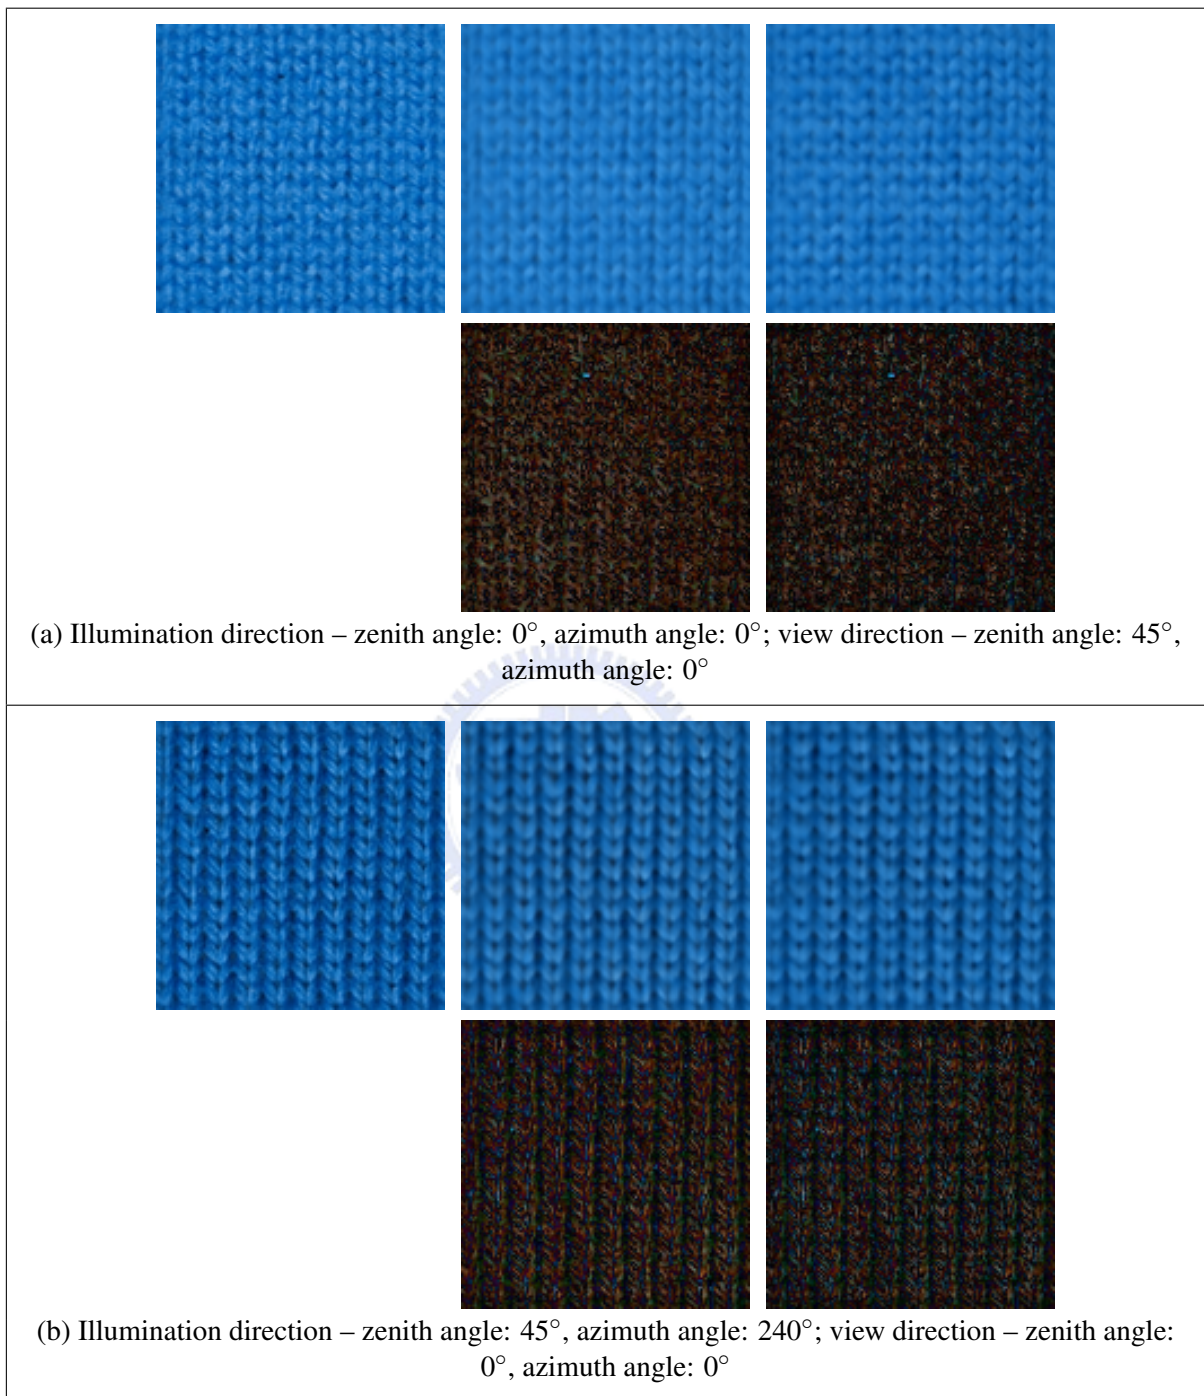 (a) Illumination direction – zenith angle: 0°, azimuth angle: 0°; view direction – zenith angle: 45°,
azimuth angle: 0°
(b) Illumination direction – zenith angle: 45°, azimuth angle: 240°; view direction – zenith angle:
0°, azimuth angle: 0°